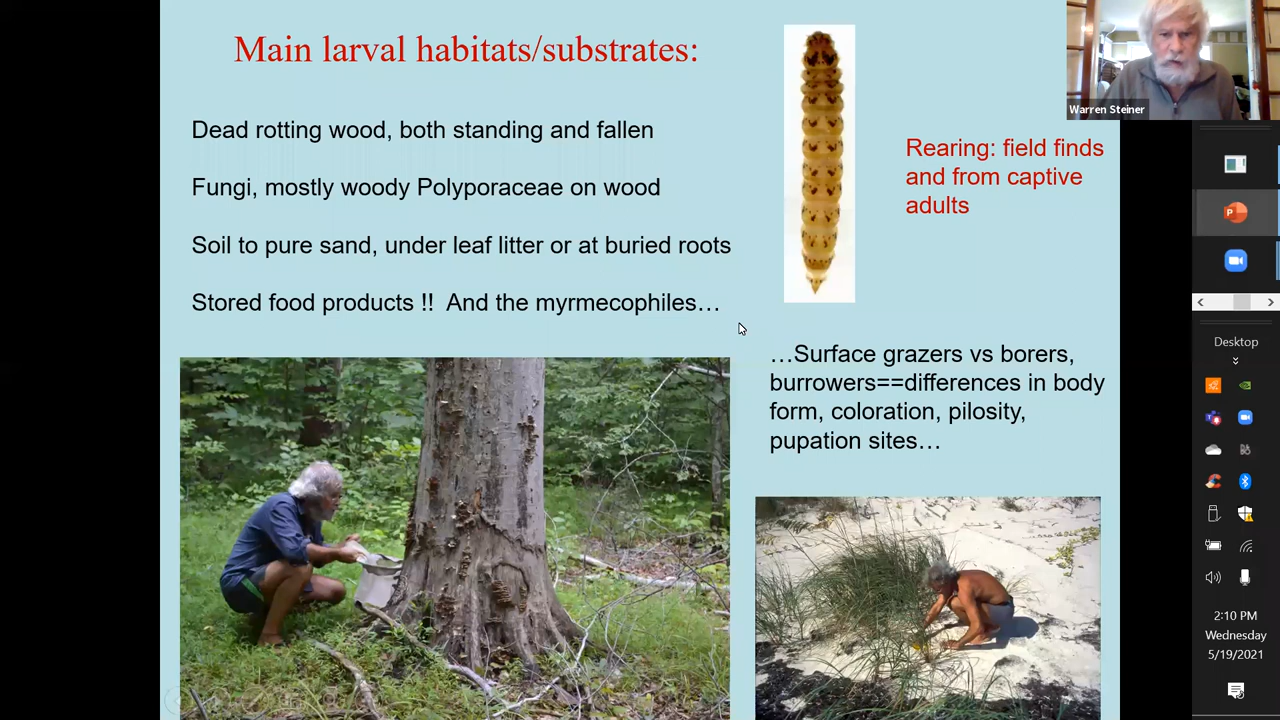 Main larval habitats/substrates:
Dead rotting wood, both standing and fallen
Fungi, mostly woody Polyporaceae on wood
Soil to pure sand, under leaf litter or at buried roots
Stored food products !!  And the myrmecophiles…
Rearing: field finds
and from captive
adults
…Surface grazers vs borers,
burrowers==differences in body
form, coloration, pilosity,
pupation sites…
Warren Steiner
Desktop
2:10 PM
Wednesday
5/19/2021